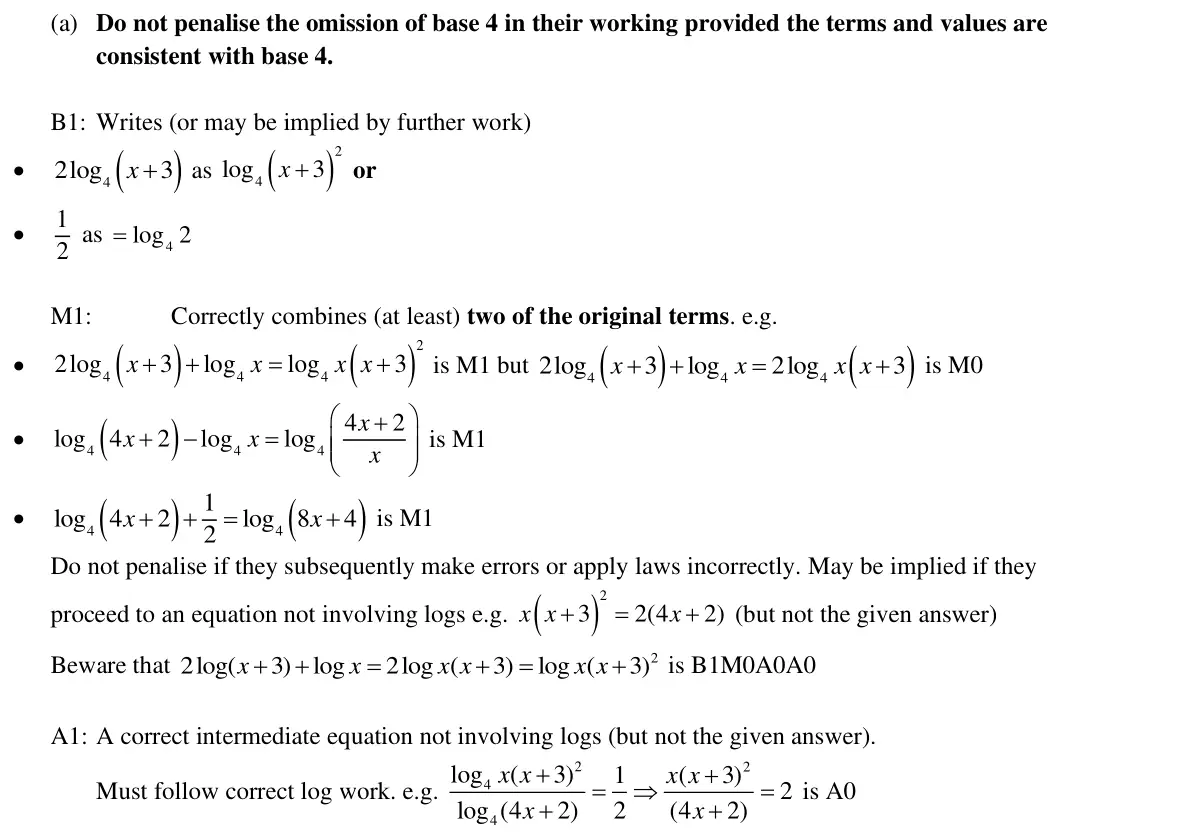 (a) Do not penalise the omission of base 4 in their working provided the terms and values are
consistent with base 4.
B1: Writes (or may be implied by further work)
• 2log₄(x+3) as log₄(x+3)² or
• 1/2 as = log₄ 2
M1: Correctly combines (at least) two of the original terms. e.g.
• 2log₄(x+3)+log₄ x = log₄ x(x+3)² is M1 but 2log₄(x+3)+log₄ x = 2log₄ x(x+3) is M0
• log₄(4x+2)−log₄ x = log₄((4x+2)/x) is M1
• log₄(4x+2)+1/2 = log₄(8x+4) is M1
Do not penalise if they subsequently make errors or apply laws incorrectly. May be implied if they
proceed to an equation not involving logs e.g. x(x+3)² = 2(4x+2) (but not the given answer)
Beware that 2log(x+3)+log x = 2log x(x+3) = log x(x+3)² is B1M0A0A0
A1: A correct intermediate equation not involving logs (but not the given answer).
Must follow correct log work. e.g. log₄ x(x+3)²/log₄(4x+2) = 1/2 ⇒ x(x+3)²/(4x+2) = 2 is A0